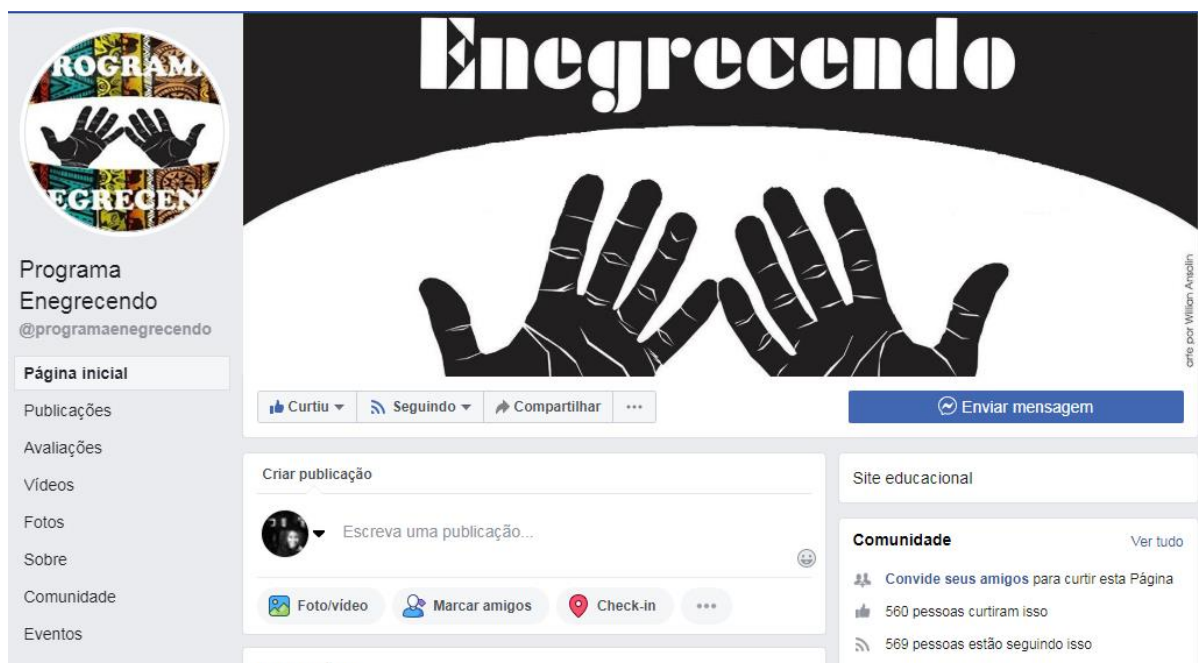 PROGRAMA
EGRECEN
Programa
Enegrecendo
@programaenegrecendo
Página inicial
Publicações
Avaliações
Vídeos
Fotos
Sobre
Comunidade
Eventos
Enegrecendo
arte por Willian Ansolin
Curtiu
Seguindo
Compartilhar
Enviar mensagem
Criar publicação
Escreva uma publicação...
Foto/vídeo
Marcar amigos
Check-in
Site educacional
Comunidade
Ver tudo
Convide seus amigos para curtir esta Página
560 pessoas curtiram isso
569 pessoas estão seguindo isso